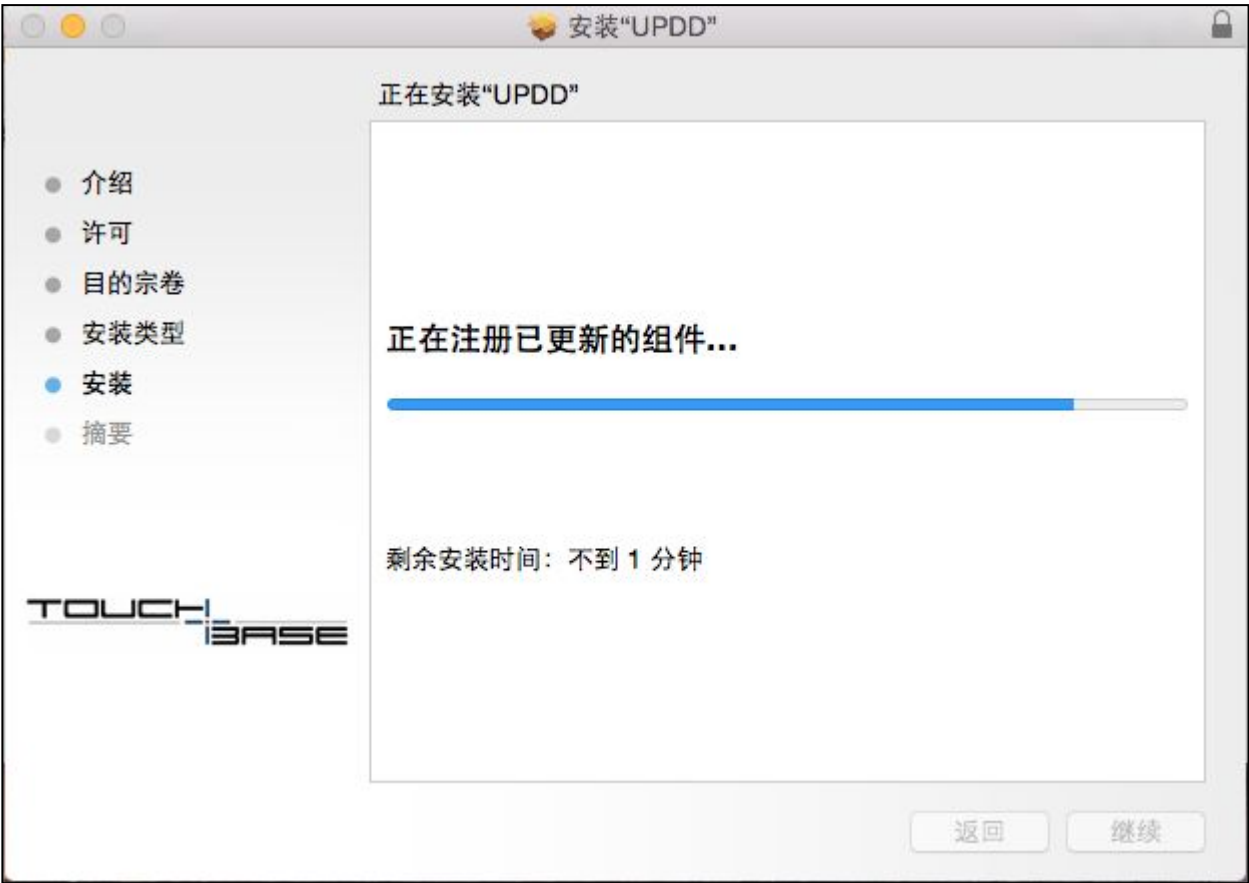 安装“UPDD”
正在安装“UPDD”
介绍
许可
目的宗卷
安装类型
安装
摘要
正在注册已更新的组件...
剩余安装时间：不到 1 分钟
TOUCH
BASE
返回
继续